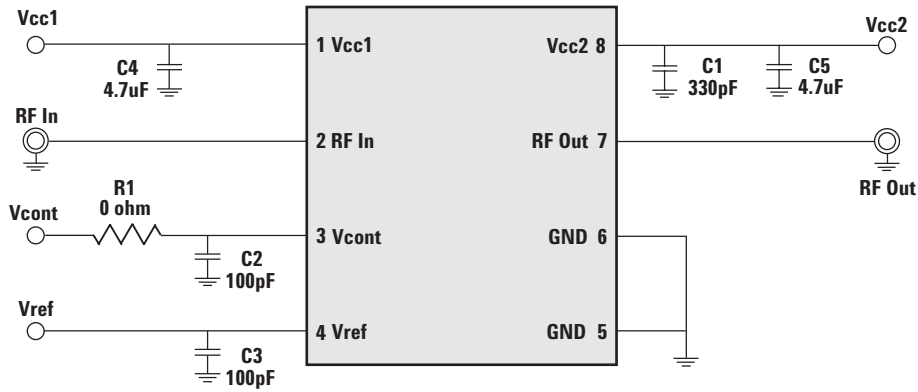 Vcc1
C4
4.7uF
1 Vcc1
Vcc2 8
C1
330pF
C5
4.7uF
Vcc2
RF In
2 RF In
RF Out 7
RF Out
R1
0 ohm
Vcont
C2
100pF
3 Vcont
GND 6
Vref
C3
100pF
4 Vref
GND 5